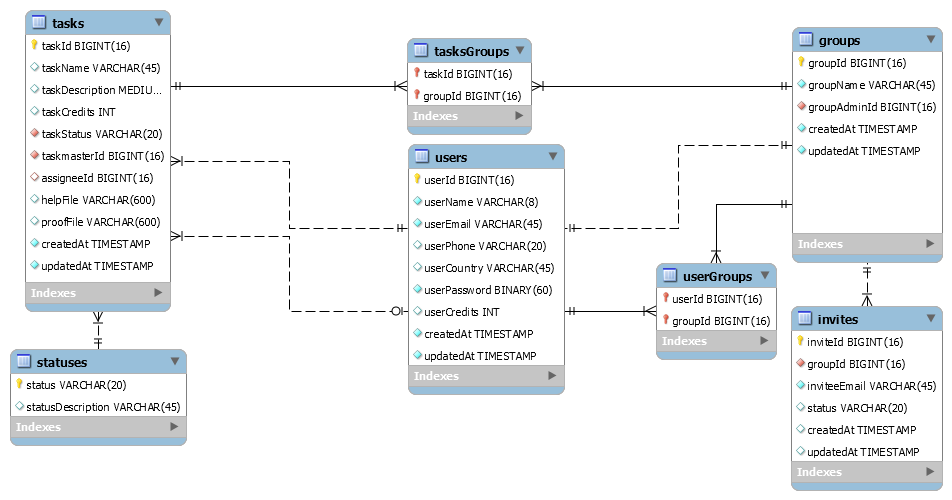 tasks
taskId BIGINT(16)
taskName VARCHAR(45)
taskDescription MEDIU...
taskCredits INT
taskStatus VARCHAR(20)
taskmasterId BIGINT(16)
assigneeId BIGINT(16)
helpFile VARCHAR(600)
proofFile VARCHAR(600)
createdAt TIMESTAMP
updatedAt TIMESTAMP
Indexes
statuses
status VARCHAR(20)
statusDescription VARCHAR(45)
Indexes
tasksGroups
taskId BIGINT(16)
groupId BIGINT(16)
Indexes
users
userId BIGINT(16)
userName VARCHAR(8)
userEmail VARCHAR(45)
userPhone VARCHAR(20)
userCountry VARCHAR(45)
userPassword BINARY(60)
userCredits INT
createdAt TIMESTAMP
updatedAt TIMESTAMP
Indexes
userGroups
userId BIGINT(16)
groupId BIGINT(16)
Indexes
groups
groupId BIGINT(16)
groupName VARCHAR(45)
groupAdminId BIGINT(16)
createdAt TIMESTAMP
updatedAt TIMESTAMP
Indexes
invites
inviteId BIGINT(16)
groupId BIGINT(16)
inviteeEmail VARCHAR(45)
status VARCHAR(20)
createdAt TIMESTAMP
updatedAt TIMESTAMP
Indexes